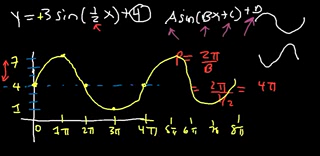 y = +3 sin(½x) + 4
A sin(Bx+C) + D
P = 2π/B
= 2π/½ = 4π
7
4
1
0 1π 2π 3π 4π 5π 6π 7π 8π